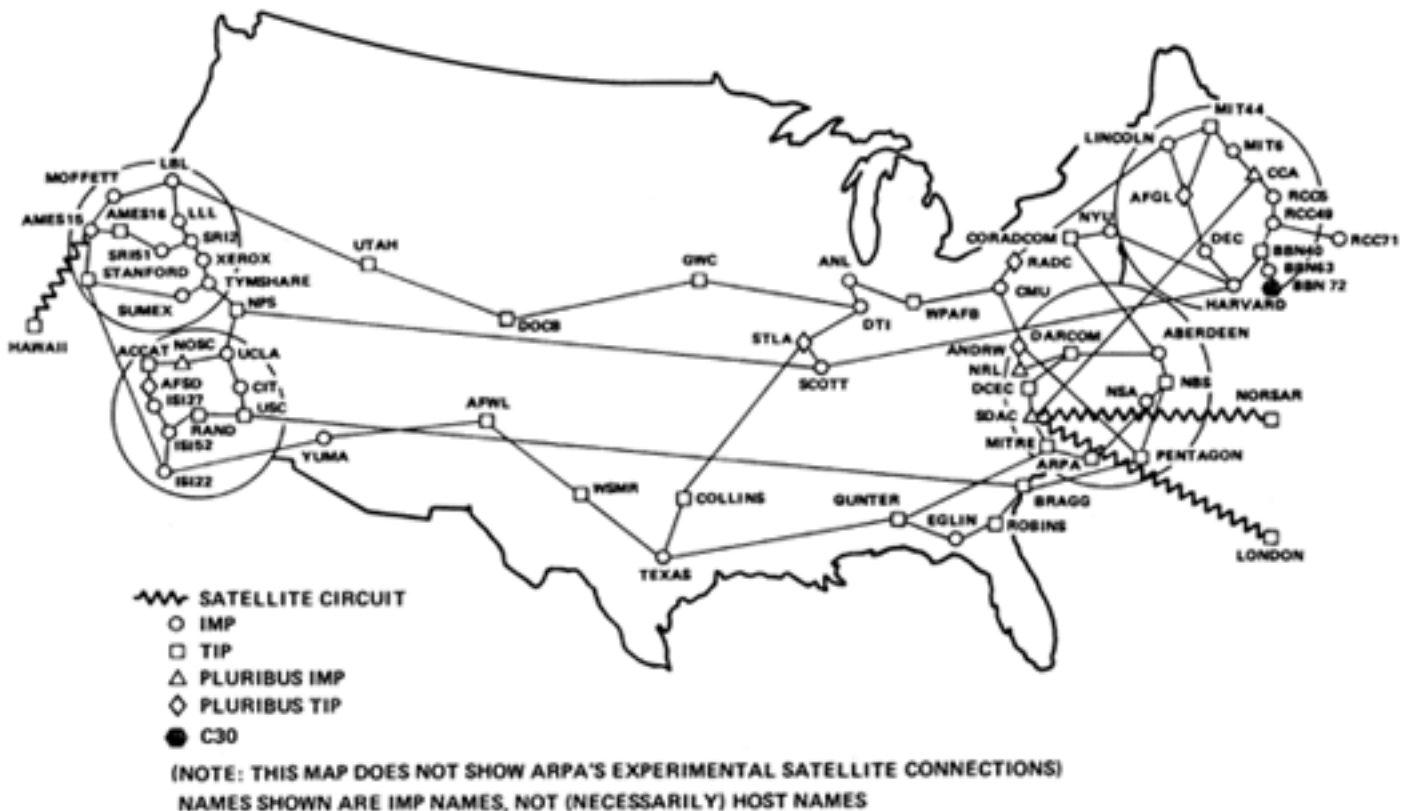 MIT44
LINCOLN
MIT6
CCA
AFGL
RCC5
RCC49
RCC71
DEC
BBN40
BBN63
BBN 72
HARVARD
NYU
CORADCOM
RADC
CMU
LBL
MOFFETT
AMES15
AMES16
LLL
SRI2
SRI51
XEROX
STANFORD
TYMSHARE
SUMEX
NPS
HAWAII
UTAH
GWC
DOCB
ANL
DTI
WPAFB
STLA
SCOTT
ACCAT
NOSC
UCLA
AFSD
CIT
ISI27
RAND
USC
ISI52
ISI22
YUMA
AFWL
WSMR
COLLINS
TEXAS
GUNTER
EGLIN
ROBINS
BRAGG
DARCOM
ABERDEEN
ANDRW
NRL
DCEC
NBS
NSA
SDAC
NORSAR
MITRE
ARPA
PENTAGON
LONDON
SATELLITE CIRCUIT
IMP
TIP
PLURIBUS IMP
PLURIBUS TIP
C30
(NOTE: THIS MAP DOES NOT SHOW ARPA'S EXPERIMENTAL SATELLITE CONNECTIONS)
NAMES SHOWN ARE IMP NAMES, NOT (NECESSARILY) HOST NAMES